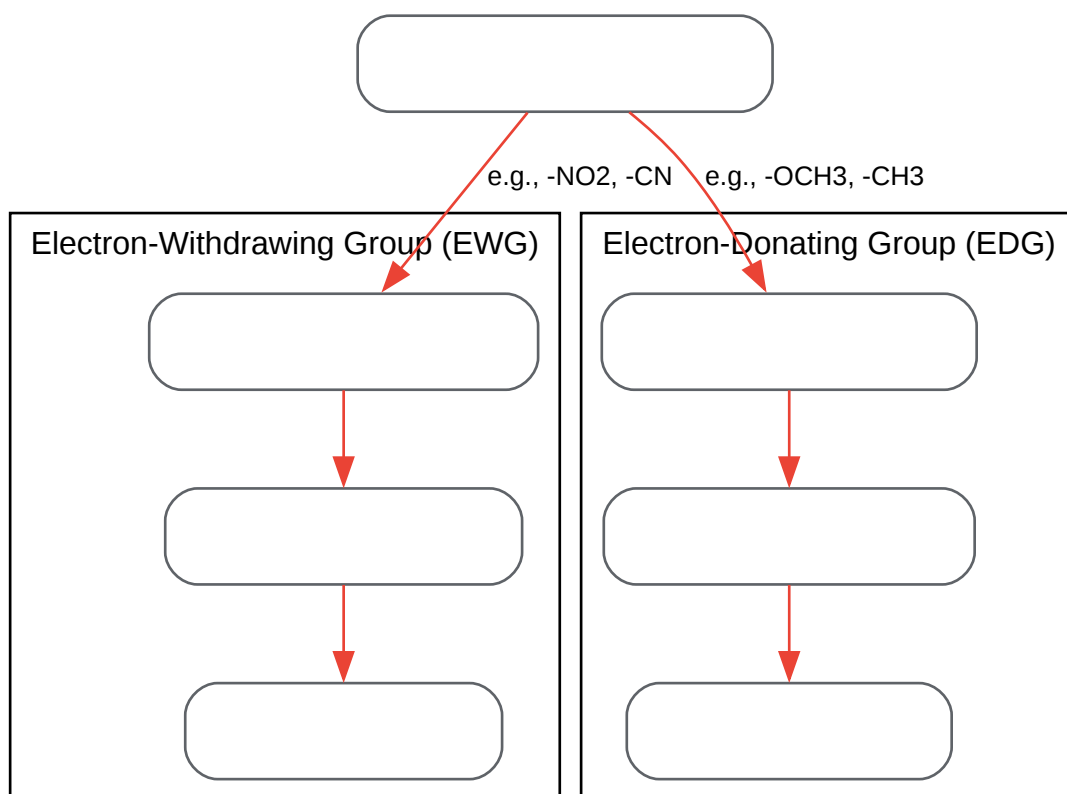 e.g., -NO2, -CN
e.g., -OCH3, -CH3
Electron-Withdrawing Group (EWG)
Electron-Donating Group (EDG)